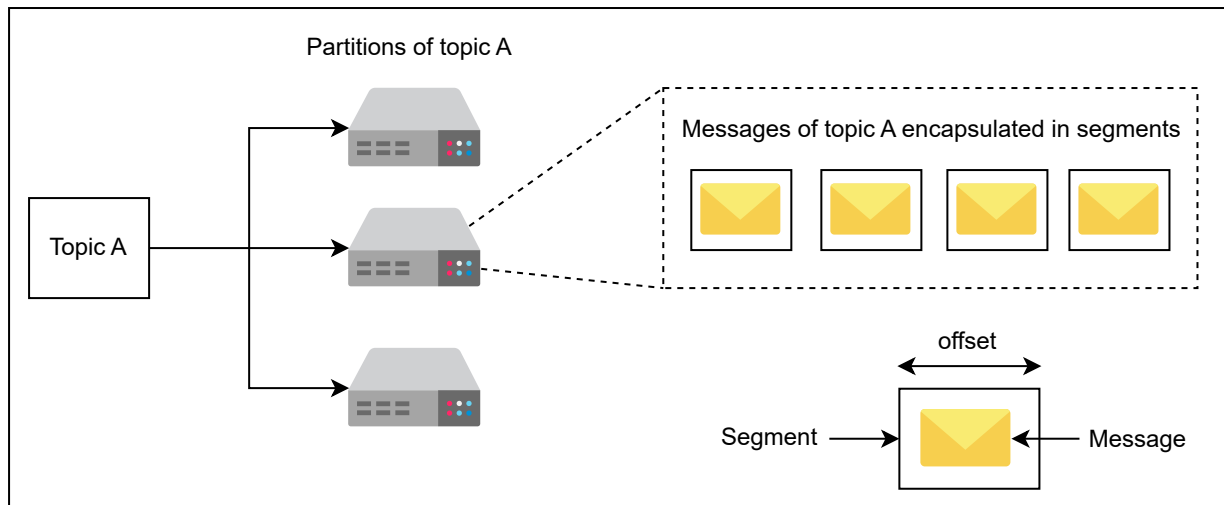 Partitions of topic A
Messages of topic A encapsulated in segments
Topic A
offset
Segment
Message